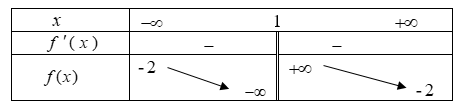 x −∞ 1 +∞
f '( x ) − −
f(x) -2 −∞ +∞ -2